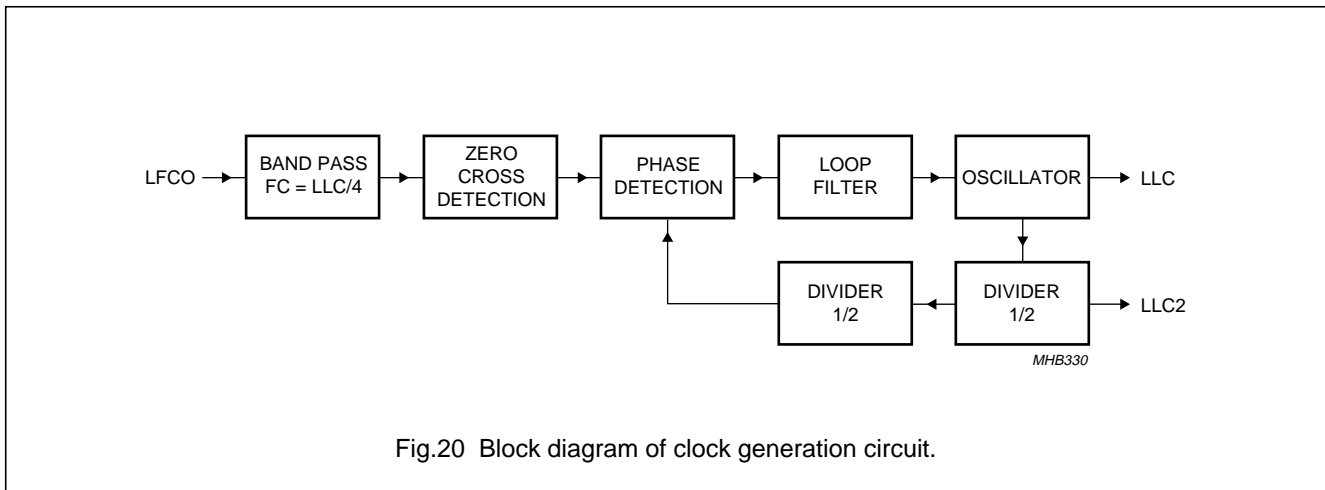 LFCO
BAND PASS
FC = LLC/4
ZERO
CROSS
DETECTION
PHASE
DETECTION
LOOP
FILTER
OSCILLATOR
LLC
DIVIDER
1/2
DIVIDER
1/2
LLC2
MHB330
Fig.20 Block diagram of clock generation circuit.